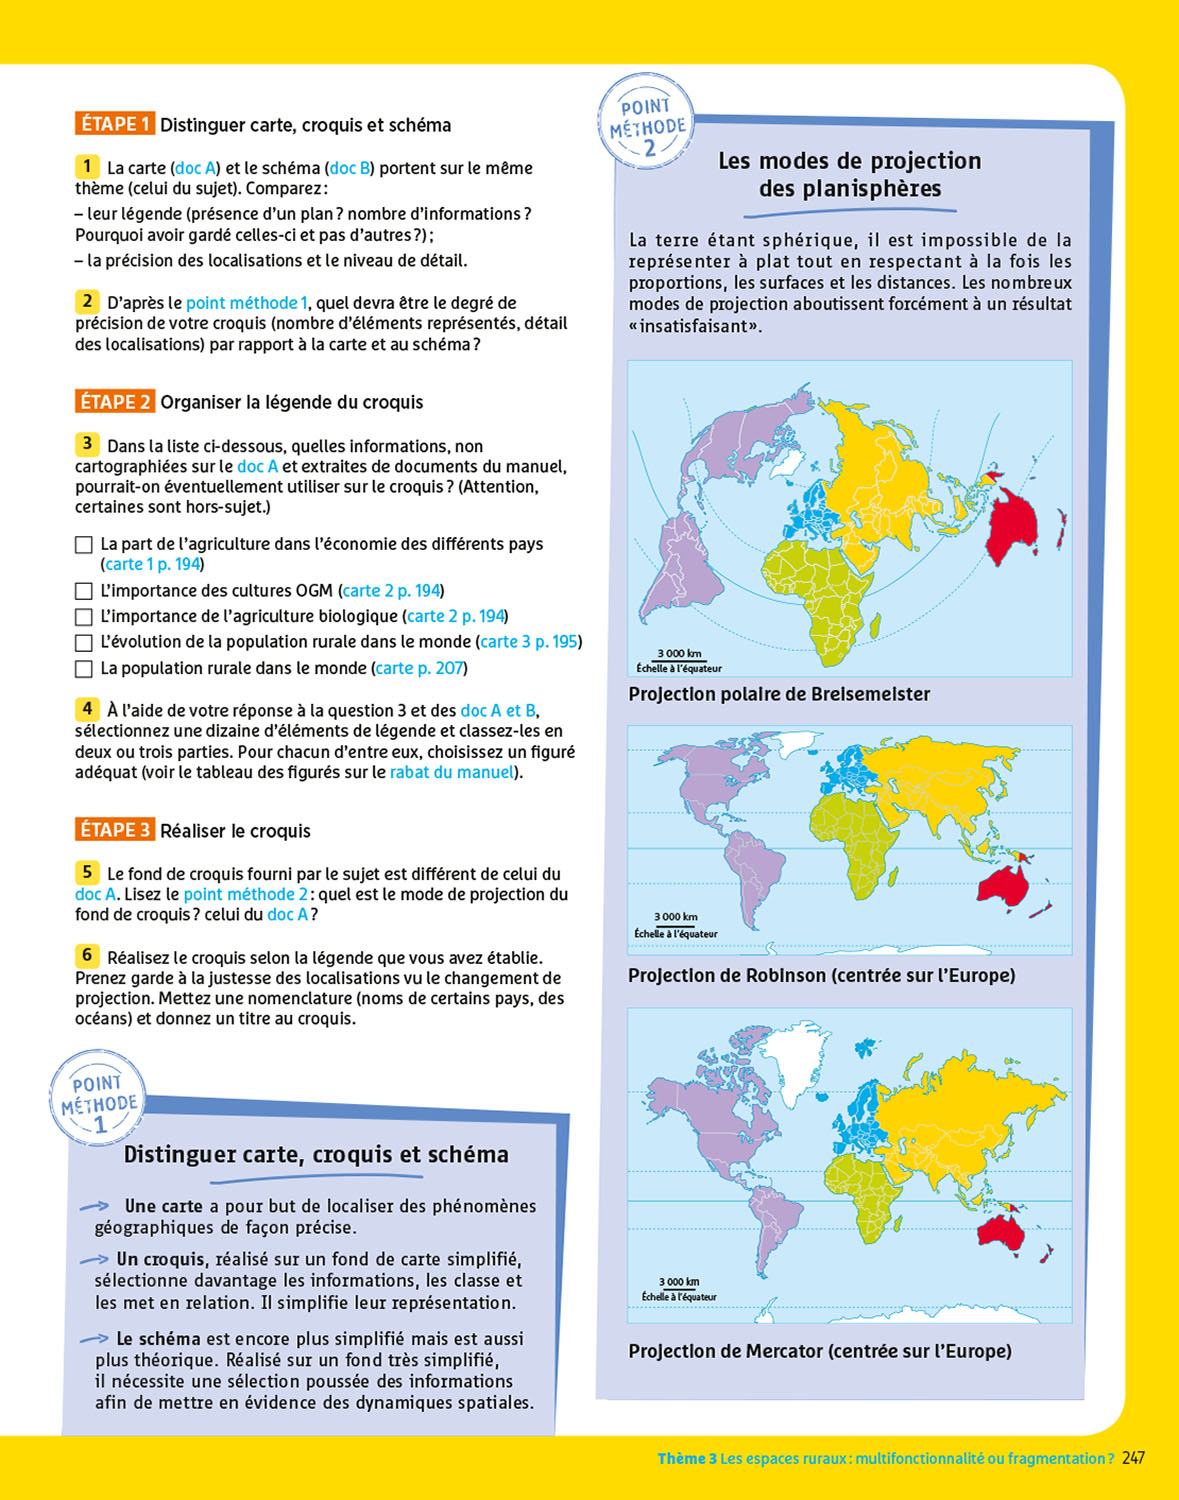 ÉTAPE 1 Distinguer carte, croquis et schéma
1 La carte (doc A) et le schéma (doc B) portent sur le même
thème (celui du sujet). Comparez :
– leur légende (présence d'un plan ? nombre d'informations ?
Pourquoi avoir gardé celles-ci et pas d'autres ?) ;
– la précision des localisations et le niveau de détail.
2 D'après le point méthode 1, quel devra être le degré de
précision de votre croquis (nombre d'éléments représentés, détail
des localisations) par rapport à la carte et au schéma ?
ÉTAPE 2 Organiser la légende du croquis
3 Dans la liste ci-dessous, quelles informations, non
cartographiées sur le doc A et extraites de documents du manuel,
pourrait-on éventuellement utiliser sur le croquis ? (Attention,
certaines sont hors-sujet.)
La part de l'agriculture dans l'économie des différents pays
(carte 1 p. 194)
L'importance des cultures OGM (carte 2 p. 194)
L'importance de l'agriculture biologique (carte 2 p. 194)
L'évolution de la population rurale dans le monde (carte 3 p. 195)
La population rurale dans le monde (carte p. 207)
4 À l'aide de votre réponse à la question 3 et des doc A et B,
sélectionnez une dizaine d'éléments de légende et classez-les en
deux ou trois parties. Pour chacun d'entre eux, choisissez un figuré
adéquat (voir le tableau des figurés sur le rabat du manuel).
ÉTAPE 3 Réaliser le croquis
5 Le fond de croquis fourni par le sujet est différent de celui du
doc A. Lisez le point méthode 2 : quel est le mode de projection du
fond de croquis ? celui du doc A ?
6 Réalisez le croquis selon la légende que vous avez établie.
Prenez garde à la justesse des localisations vu le changement de
projection. Mettez une nomenclature (noms de certains pays, des
océans) et donnez un titre au croquis.
POINT
MÉTHODE
1
Distinguer carte, croquis et schéma
Une carte a pour but de localiser des phénomènes
géographiques de façon précise.
Un croquis, réalisé sur un fond de carte simplifié,
sélectionne davantage les informations, les classe et
les met en relation. Il simplifie leur représentation.
Le schéma est encore plus simplifié mais est aussi
plus théorique. Réalisé sur un fond très simplifié,
il nécessite une sélection poussée des informations
afin de mettre en évidence des dynamiques spatiales.
POINT
MÉTHODE
2
Les modes de projection
des planisphères
La terre étant sphérique, il est impossible de la
représenter à plat tout en respectant à la fois les
proportions, les surfaces et les distances. Les nombreux
modes de projection aboutissent forcément à un résultat
« insatisfaisant ».
3 000 km
Échelle à l'équateur
Projection polaire de Breisemeister
3 000 km
Échelle à l'équateur
Projection de Robinson (centrée sur l'Europe)
3 000 km
Échelle à l'équateur
Projection de Mercator (centrée sur l'Europe)
Thème 3 Les espaces ruraux : multifonctionnalité ou fragmentation ? 247